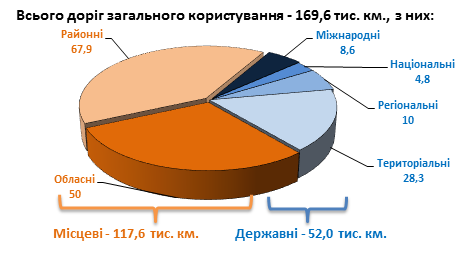 Всього доріг загального користування - 169,6 тис. км., з них:
Районні
67,9
Міжнародні
8,6
Національні
4,8
Регіональні
10
Територіальні
28,3
Обласні
50
Місцеві - 117,6 тис. км.
Державні - 52,0 тис. км.